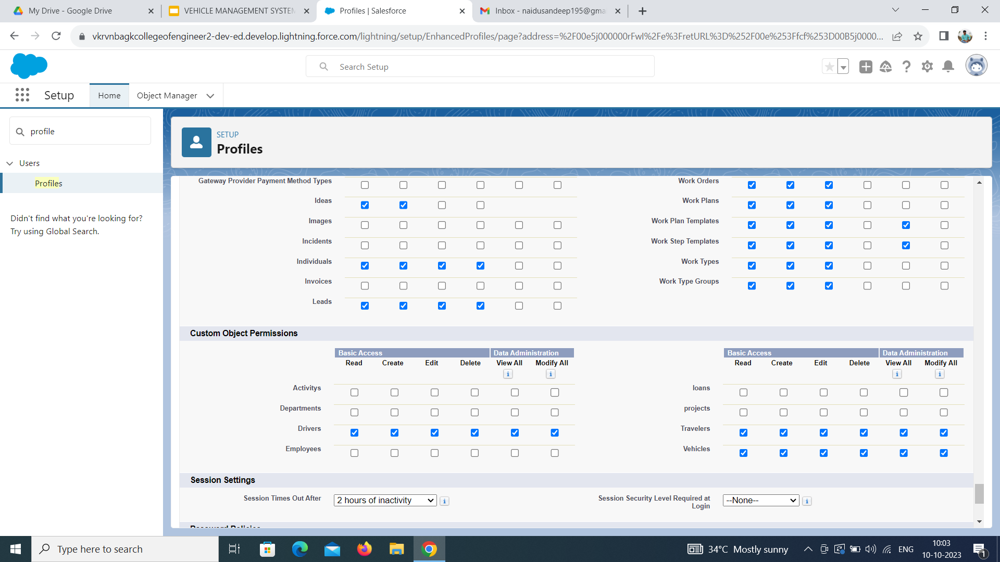 My Drive - Google Drive
VEHICLE MANAGEMENT SYSTEM
Profiles | Salesforce
Inbox - naidusandeep195@gma
vkrvnbagkcollegeofengineer2-dev-ed.develop.lightning.force.com/lightning/setup/EnhancedProfiles/page?address=%2F00e5j000000rFwI%2Fe%3FretURL%3D%252F00e%253Ffcf%253D00B5j0000...
Search Setup
Setup
Home
Object Manager
profile
Users
Profiles
Didn't find what you're looking for?
Try using Global Search.
SETUP
Profiles
Gateway Provider Payment Method Types
Ideas
Images
Incidents
Individuals
Invoices
Leads
Work Orders
Work Plans
Work Plan Templates
Work Step Templates
Work Types
Work Type Groups
Custom Object Permissions
Basic Access Data Administration
Read Create Edit Delete View All Modify All
Activitys
Departments
Drivers
Employees
Basic Access Data Administration
Read Create Edit Delete View All Modify All
loans
projects
Travelers
Vehicles
Session Settings
Session Times Out After 2 hours of inactivity
Session Security Level Required at
Login
--None--
Password Policies
Type here to search
34°C Mostly sunny
ENG
10:03
10-10-2023
1